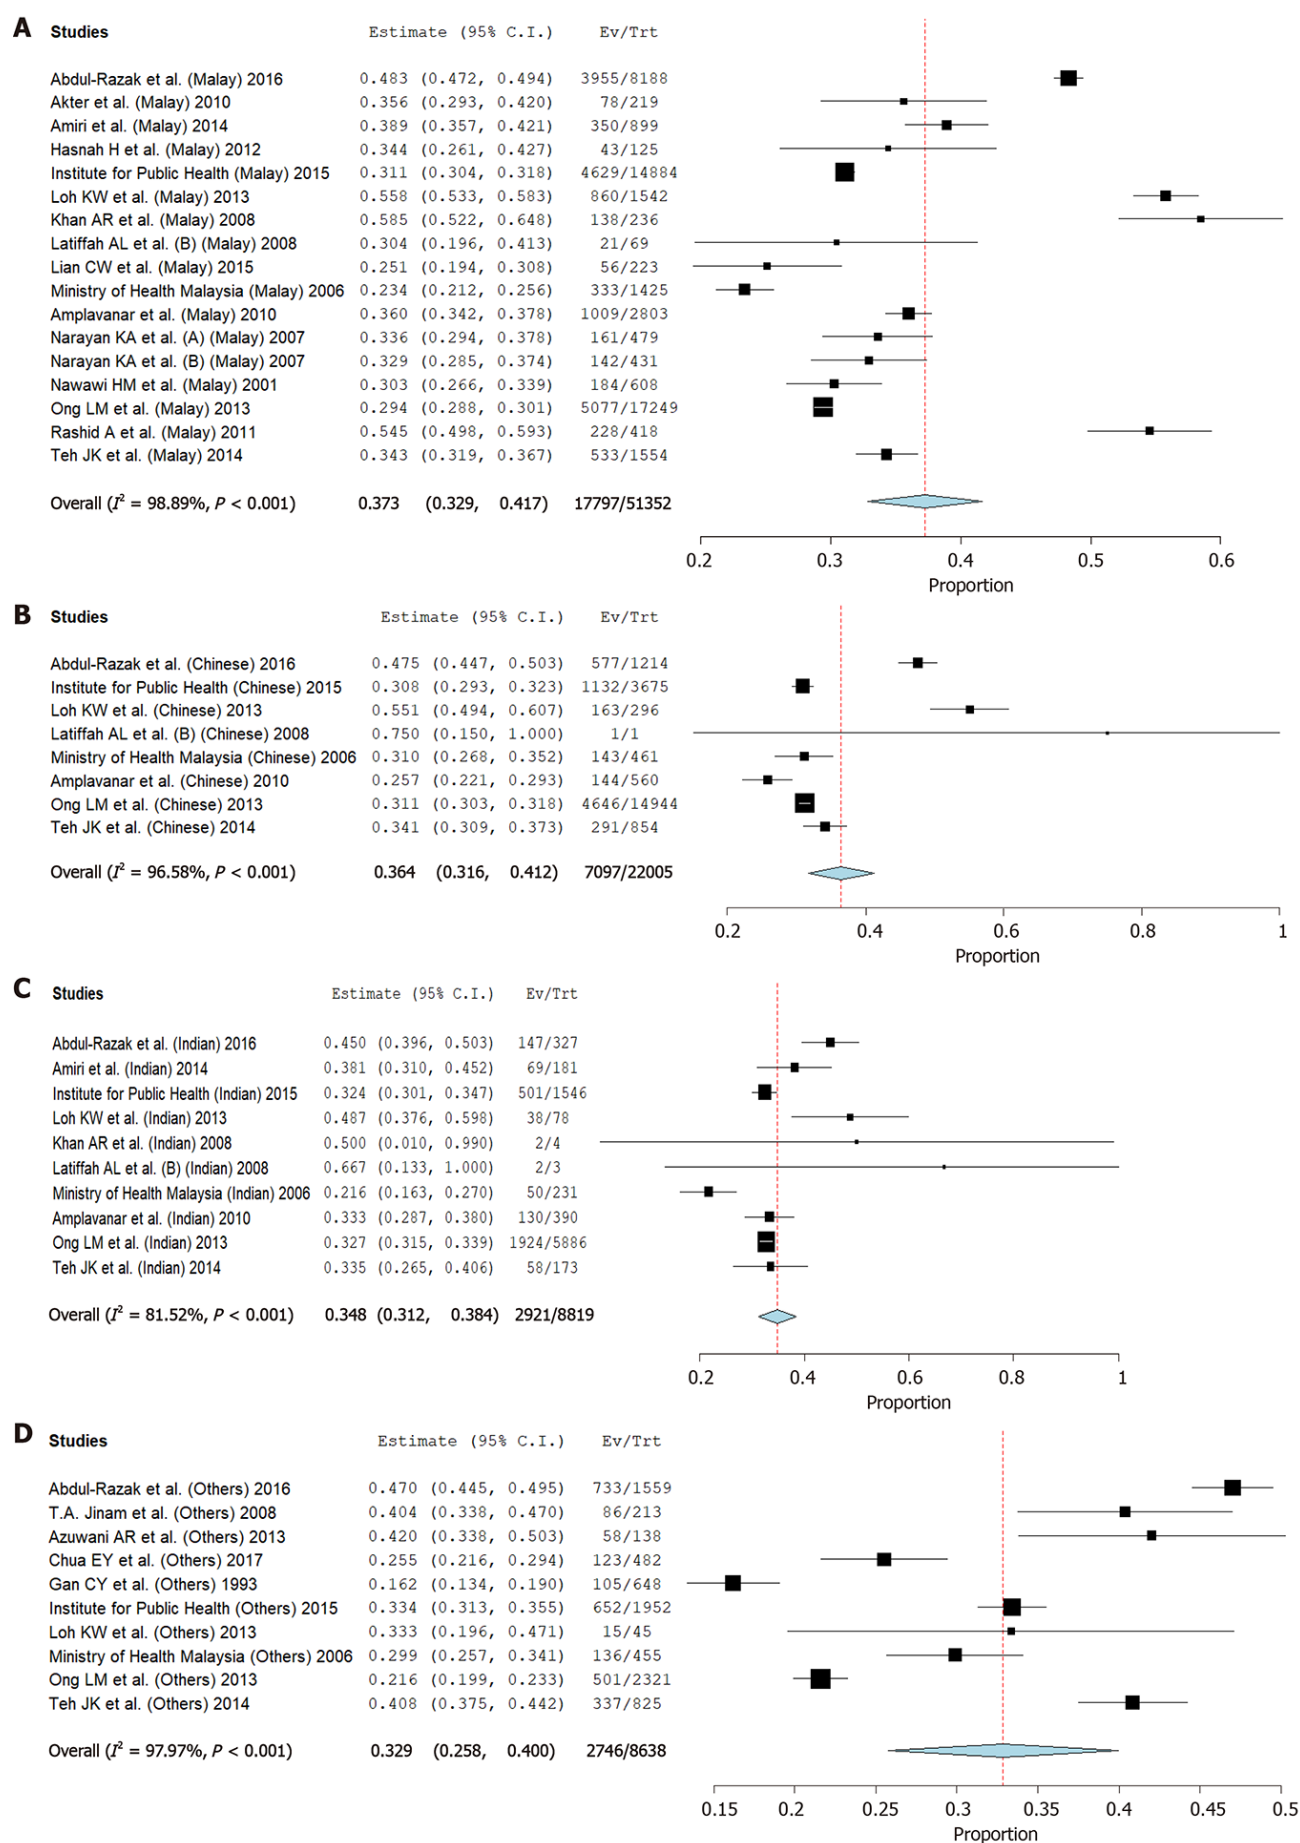 A Studies Estimate (95% C.I.) Ev/Trt
Abdul-Razak et al. (Malay) 2016 0.483 (0.472, 0.494) 3955/8188
Akter et al. (Malay) 2010 0.356 (0.293, 0.420) 78/219
Amiri et al. (Malay) 2014 0.389 (0.357, 0.421) 350/899
Hasnah H et al. (Malay) 2012 0.344 (0.261, 0.427) 43/125
Institute for Public Health (Malay) 2015 0.311 (0.304, 0.318) 4629/14884
Loh KW et al. (Malay) 2013 0.558 (0.533, 0.583) 860/1542
Khan AR et al. (Malay) 2008 0.585 (0.522, 0.648) 138/236
Latiffah AL et al. (B) (Malay) 2008 0.304 (0.196, 0.413) 21/69
Lian CW et al. (Malay) 2015 0.251 (0.194, 0.308) 56/223
Ministry of Health Malaysia (Malay) 2006 0.234 (0.212, 0.256) 333/1425
Amplavanar et al. (Malay) 2010 0.360 (0.342, 0.378) 1009/2803
Narayan KA et al. (A) (Malay) 2007 0.336 (0.294, 0.378) 161/479
Narayan KA et al. (B) (Malay) 2007 0.329 (0.285, 0.374) 142/431
Nawawi HM et al. (Malay) 2001 0.303 (0.266, 0.339) 184/608
Ong LM et al. (Malay) 2013 0.294 (0.288, 0.301) 5077/17249
Rashid A et al. (Malay) 2011 0.545 (0.498, 0.593) 228/418
Teh JK et al. (Malay) 2014 0.343 (0.319, 0.367) 533/1554
Overall (I² = 98.89%, P < 0.001) 0.373 (0.329, 0.417) 17797/51352
0.2 0.3 0.4 0.5 0.6
Proportion
B Studies Estimate (95% C.I.) Ev/Trt
Abdul-Razak et al. (Chinese) 2016 0.475 (0.447, 0.503) 577/1214
Institute for Public Health (Chinese) 2015 0.308 (0.293, 0.323) 1132/3675
Loh KW et al. (Chinese) 2013 0.551 (0.494, 0.607) 163/296
Latiffah AL et al. (B) (Chinese) 2008 0.750 (0.150, 1.000) 1/1
Ministry of Health Malaysia (Chinese) 2006 0.310 (0.268, 0.352) 143/461
Amplavanar et al. (Chinese) 2010 0.257 (0.221, 0.293) 144/560
Ong LM et al. (Chinese) 2013 0.311 (0.303, 0.318) 4646/14944
Teh JK et al. (Chinese) 2014 0.341 (0.309, 0.373) 291/854
Overall (I² = 96.58%, P < 0.001) 0.364 (0.316, 0.412) 7097/22005
0.2 0.4 0.6 0.8 1
Proportion
C Studies Estimate (95% C.I.) Ev/Trt
Abdul-Razak et al. (Indian) 2016 0.450 (0.396, 0.503) 147/327
Amiri et al. (Indian) 2014 0.381 (0.310, 0.452) 69/181
Institute for Public Health (Indian) 2015 0.324 (0.301, 0.347) 501/1546
Loh KW et al. (Indian) 2013 0.487 (0.376, 0.598) 38/78
Khan AR et al. (Indian) 2008 0.500 (0.010, 0.990) 2/4
Latiffah AL et al. (B) (Indian) 2008 0.667 (0.133, 1.000) 2/3
Ministry of Health Malaysia (Indian) 2006 0.216 (0.163, 0.270) 50/231
Amplavanar et al. (Indian) 2010 0.333 (0.287, 0.380) 130/390
Ong LM et al. (Indian) 2013 0.327 (0.315, 0.339) 1924/5886
Teh JK et al. (Indian) 2014 0.335 (0.265, 0.406) 58/173
Overall (I² = 81.52%, P < 0.001) 0.348 (0.312, 0.384) 2921/8819
0.2 0.4 0.6 0.8 1
Proportion
D Studies Estimate (95% C.I.) Ev/Trt
Abdul-Razak et al. (Others) 2016 0.470 (0.445, 0.495) 733/1559
T.A. Jinam et al. (Others) 2008 0.404 (0.338, 0.470) 86/213
Azuwani AR et al. (Others) 2013 0.420 (0.338, 0.503) 58/138
Chua EY et al. (Others) 2017 0.255 (0.216, 0.294) 123/482
Gan CY et al. (Others) 1993 0.162 (0.134, 0.190) 105/648
Institute for Public Health (Others) 2015 0.334 (0.313, 0.355) 652/1952
Loh KW et al. (Others) 2013 0.333 (0.196, 0.471) 15/45
Ministry of Health Malaysia (Others) 2006 0.299 (0.257, 0.341) 136/455
Ong LM et al. (Others) 2013 0.216 (0.199, 0.233) 501/2321
Teh JK et al. (Others) 2014 0.408 (0.375, 0.442) 337/825
Overall (I² = 97.97%, P < 0.001) 0.329 (0.258, 0.400) 2746/8638
0.15 0.2 0.25 0.3 0.35 0.4 0.45 0.5
Proportion